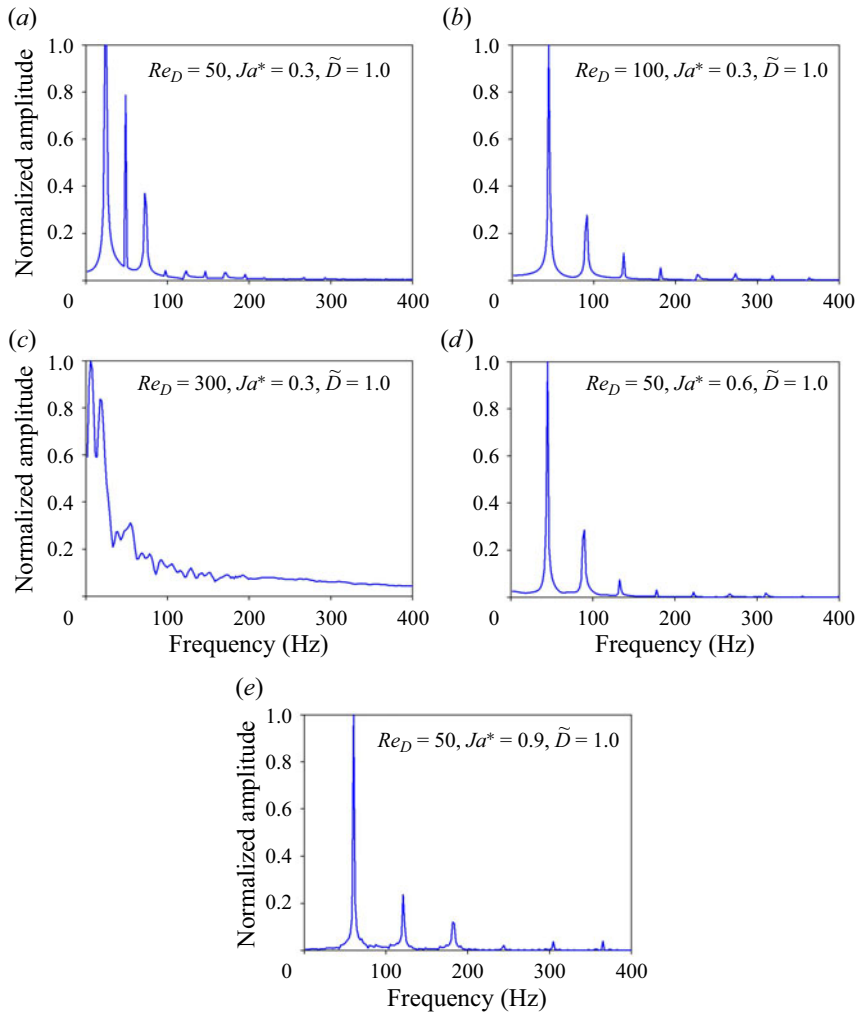 (a)
1.0
Re_D = 50, Ja* = 0.3, D̃ = 1.0
0.8
0.6
0.4
0.2
0 100 200 300 400
Normalized amplitude
(b)
1.0
Re_D = 100, Ja* = 0.3, D̃ = 1.0
0.8
0.6
0.4
0.2
0 100 200 300 400
(c)
1.0
Re_D = 300, Ja* = 0.3, D̃ = 1.0
0.8
0.6
0.4
0.2
0 100 200 300 400
Normalized amplitude
Frequency (Hz)
(d)
1.0
Re_D = 50, Ja* = 0.6, D̃ = 1.0
0.8
0.6
0.4
0.2
0 100 200 300 400
Frequency (Hz)
(e)
1.0
Re_D = 50, Ja* = 0.9, D̃ = 1.0
0.8
0.6
0.4
0.2
0 100 200 300 400
Normalized amplitude
Frequency (Hz)